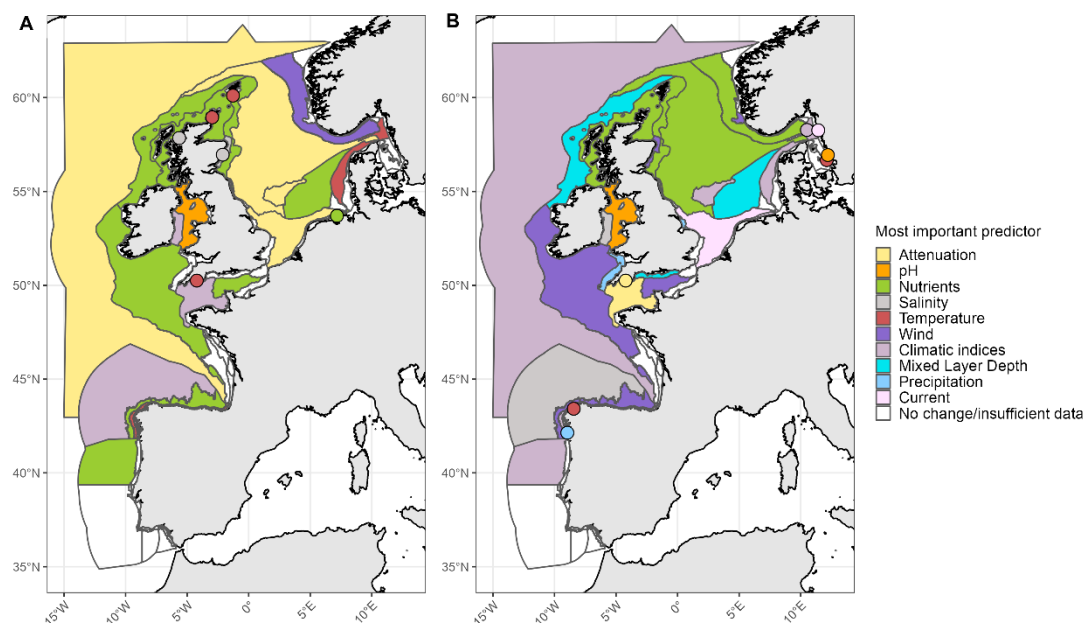 A
B
60°N
55°N
50°N
45°N
40°N
35°N
15°W
10°W
5°W
0°
5°E
10°E
15°W
10°W
5°W
0°
5°E
10°E
Most important predictor
Attenuation
pH
Nutrients
Salinity
Temperature
Wind
Climatic indices
Mixed Layer Depth
Precipitation
Current
No change/insufficient data